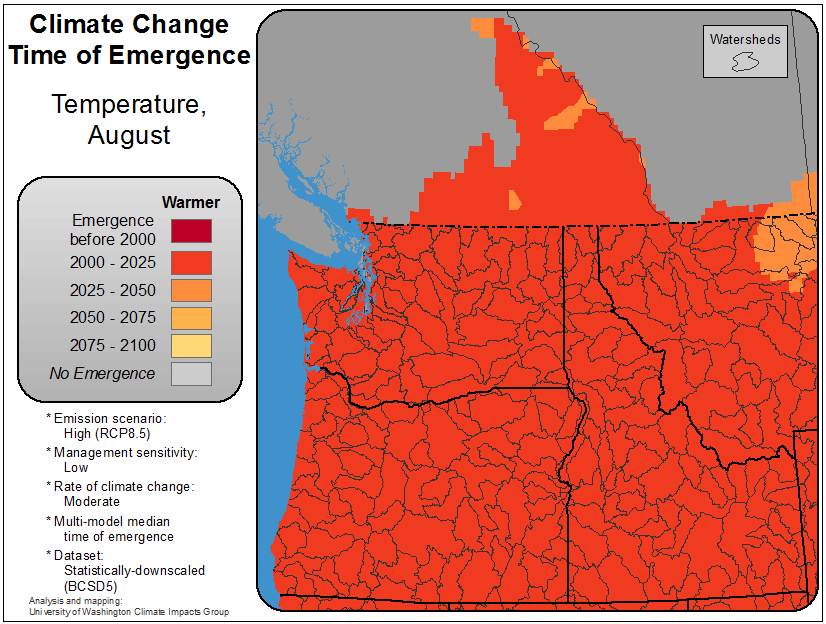 Climate Change
Time of Emergence
Temperature,
August
Warmer
Emergence
before 2000
2000 - 2025
2025 - 2050
2050 - 2075
2075 - 2100
No Emergence
* Emission scenario:
High (RCP8.5)
* Management sensitivity:
Low
* Rate of climate change:
Moderate
* Multi-model median
time of emergence
* Dataset:
Statistically-downscaled
(BCSD5)
Analysis and mapping:
University of Washington Climate Impacts Group
Watersheds